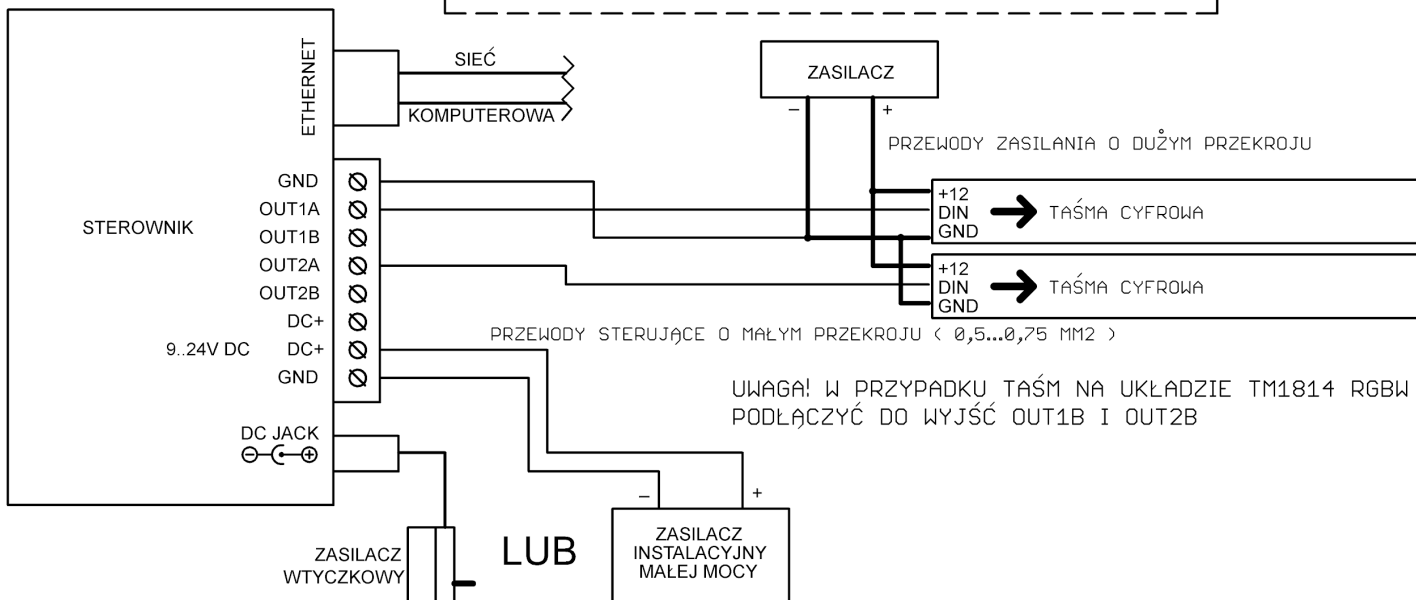 ETHERNET
SIEĆ
KOMPUTEROWA
ZASILACZ
– +
PRZEWODY ZASILANIA O DUŻYM PRZEKROJU
STEROWNIK
GND
OUT1A
OUT1B
OUT2A
OUT2B
DC+
9..24V DC DC+
GND
DC JACK
+12
DIN
GND
TAŚMA CYFROWA
+12
DIN
GND
TAŚMA CYFROWA
PRZEWODY STERUJĄCE O MAŁYM PRZEKROJU ( 0,5...0,75 MM2 )
UWAGA! W PRZYPADKU TAŚM NA UKŁADZIE TM1814 RGBW
PODŁĄCZYĆ DO WYJŚĆ OUT1B I OUT2B
– +
ZASILACZ
WTYCZKOWY
LUB
ZASILACZ
INSTALACYJNY
MAŁEJ MOCY